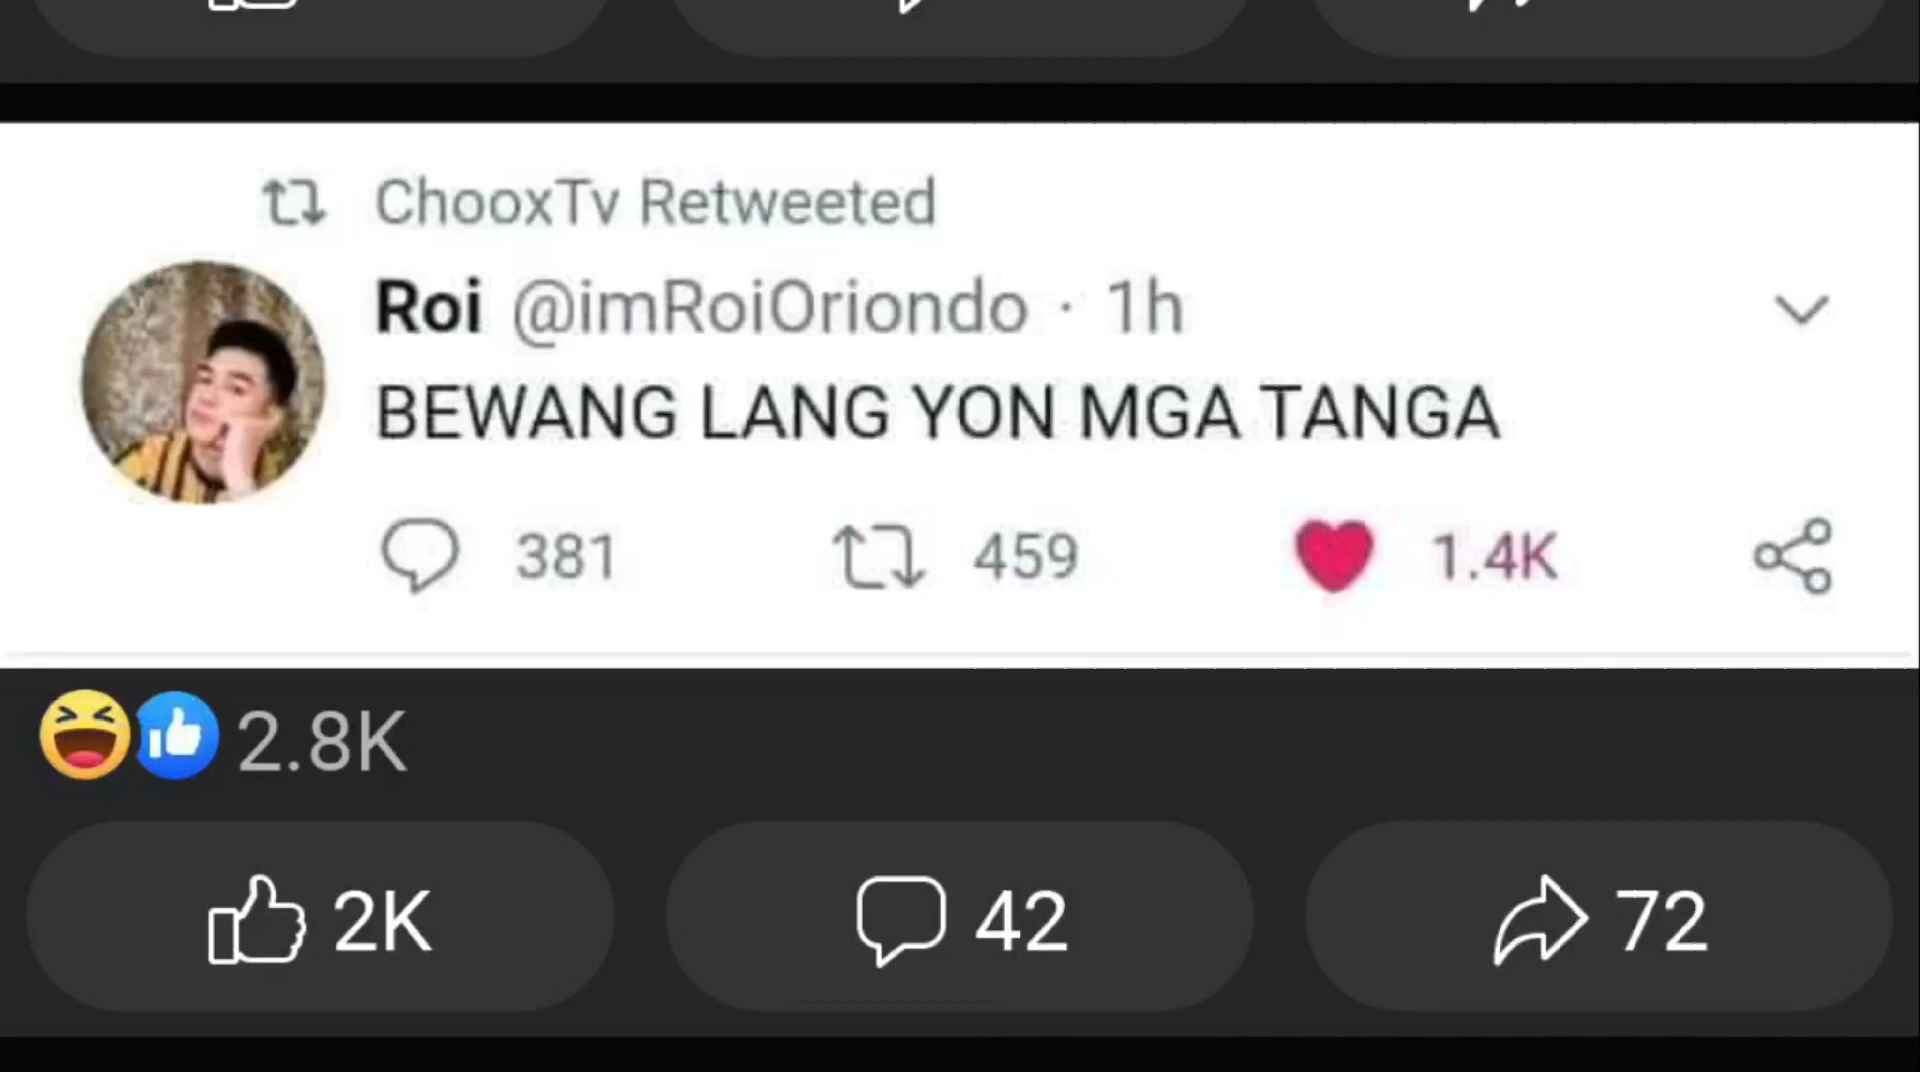 ChooxTv Retweeted
Roi @imRoiOriondo · 1h
BEWANG LANG YON MGA TANGA
381 459 1.4K
2.8K
2K 42 72